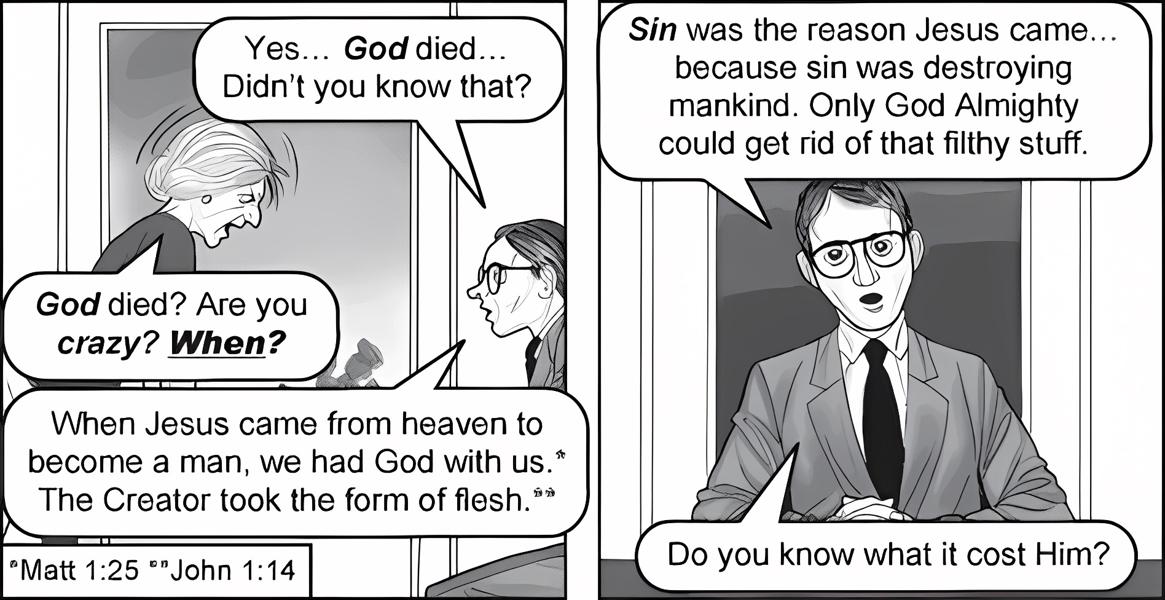 Yes... God died...
Didn't you know that?
God died? Are you
crazy? When?
When Jesus came from heaven to
become a man, we had God with us.*
The Creator took the form of flesh.**
*Matt 1:25 **John 1:14
Sin was the reason Jesus came...
because sin was destroying
mankind. Only God Almighty
could get rid of that filthy stuff.
Do you know what it cost Him?